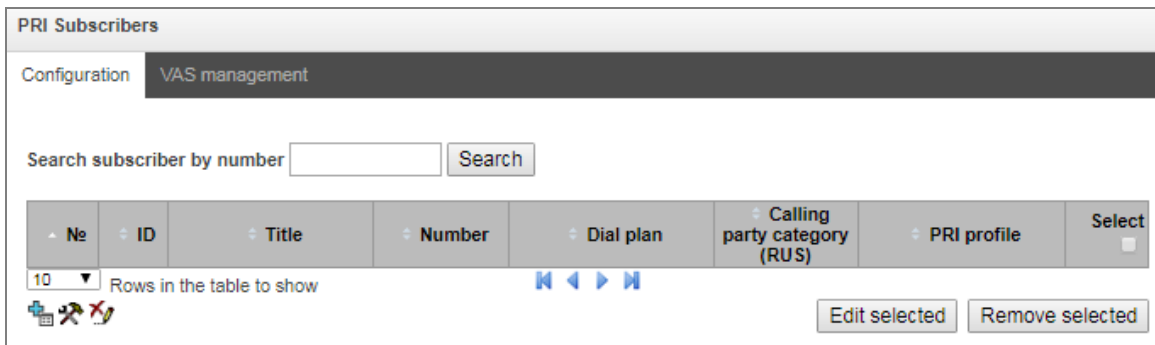 PRI Subscribers
Configuration VAS management
Search subscriber by number Search
№ ID Title Number Dial plan Calling party category (RUS) PRI profile Select
10 Rows in the table to show
Edit selected Remove selected